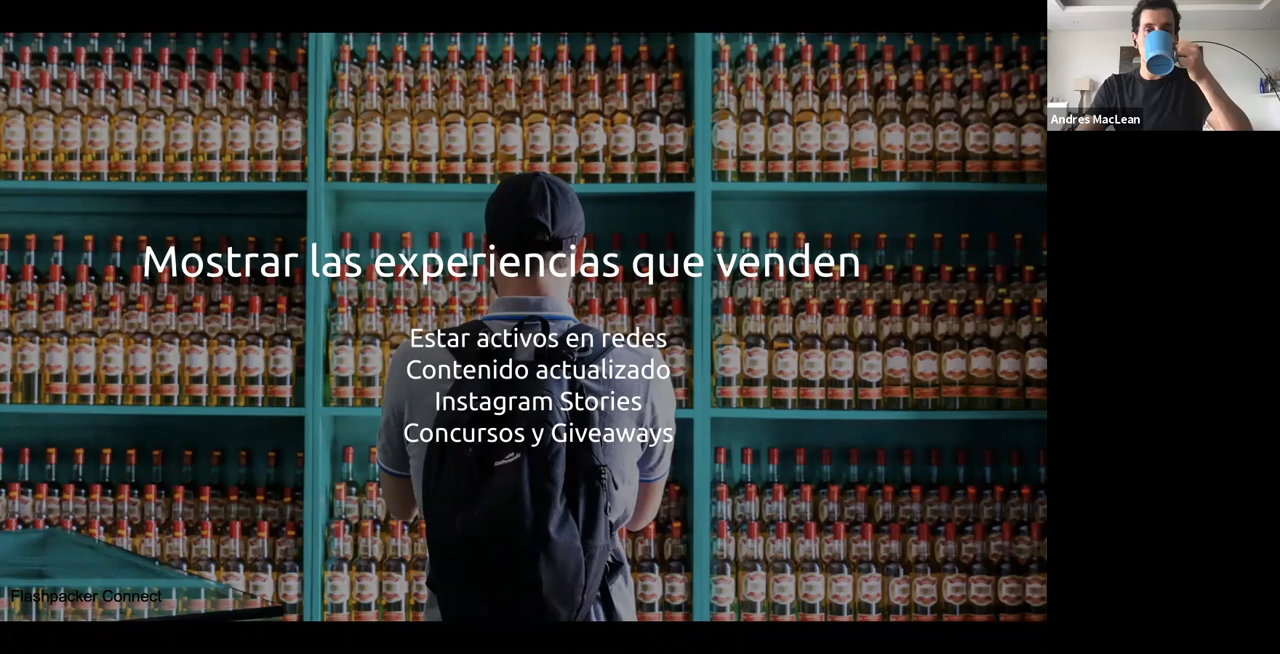 Mostrar las experiencias que venden
Estar activos en redes
Contenido actualizado
Instagram Stories
Concursos y Giveaways
Flashpacker Connect
Andres MacLean